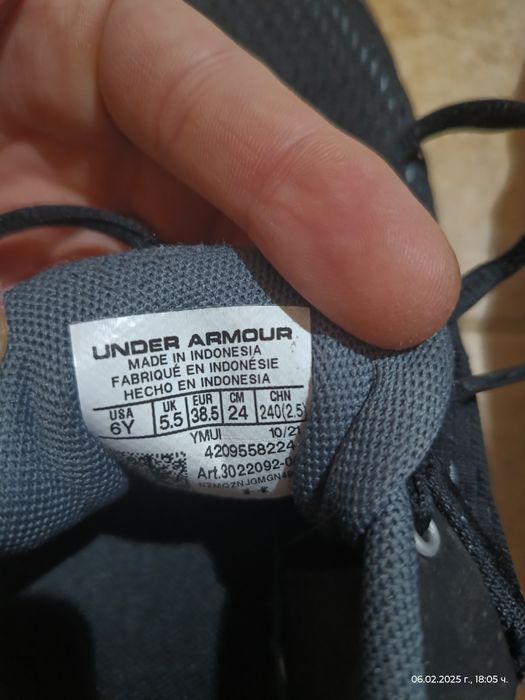 UNDER ARMOUR
MADE IN INDONESIA
FABRIQUÉ EN INDONÉSIE
HECHO EN INDONESIA
USA UK EUR CM CHN
6Y 5.5 38.5 24 240(2.5)
YMUI 10/21
4209558224
Art.3022092-0
06.02.2025 г., 18:05 ч.